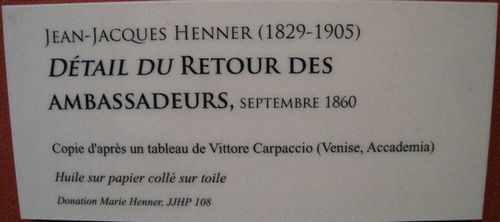 JEAN-JACQUES HENNER (1829-1905)
DÉTAIL DU RETOUR DES
AMBASSADEURS, SEPTEMBRE 1860
Copie d'après un tableau de Vittore Carpaccio (Venise, Accademia)
Huile sur papier collé sur toile
Donation Marie Henner, JJHP 108